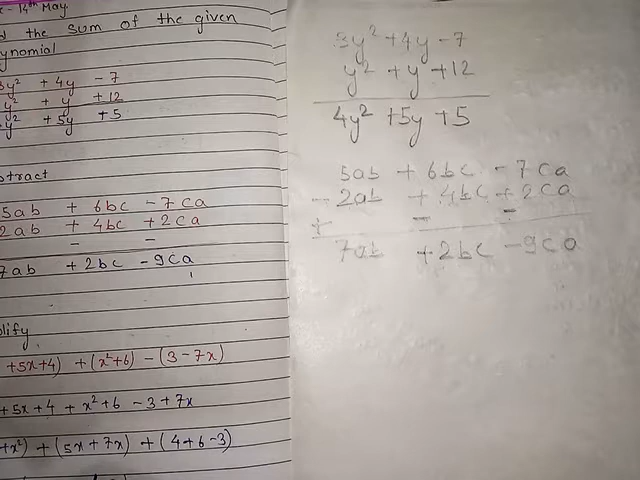 14th May
the sum of the given
ynomial
3y² + 4y - 7
y² + y + 12
y² + 5y + 5
btract
5ab + 6bc - 7ca
2ab + 4bc + 2ca
- -
7ab + 2bc - 9ca
plify
+5x+4) + (x²+6) - (3-7x)
+5x+4 + x²+6 - 3+7x
+x²) + (5x+7x) + (4+6-3)
3y² + 4y - 7
y² + y + 12
4y² + 5y + 5
5ab + 6bc - 7ca
- 2ab + 4bc + 2ca
+ - -
7ab + 2bc - 9ca